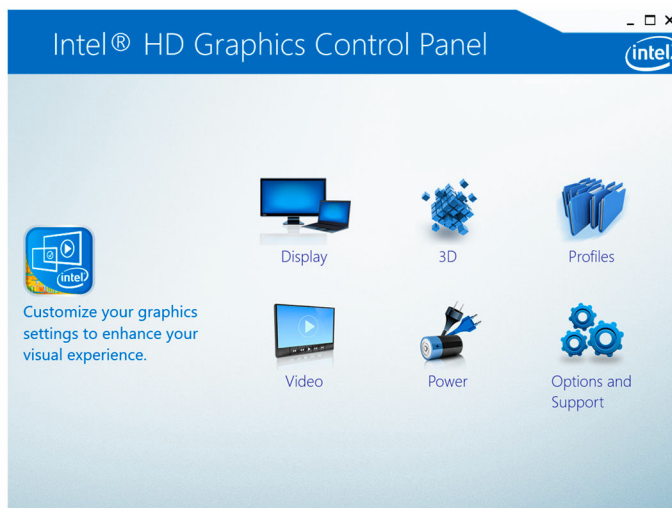 Intel® HD Graphics Control Panel
intel
Display
3D
Profiles
intel
Customize your graphics
settings to enhance your
visual experience.
Video
Power
Options and
Support